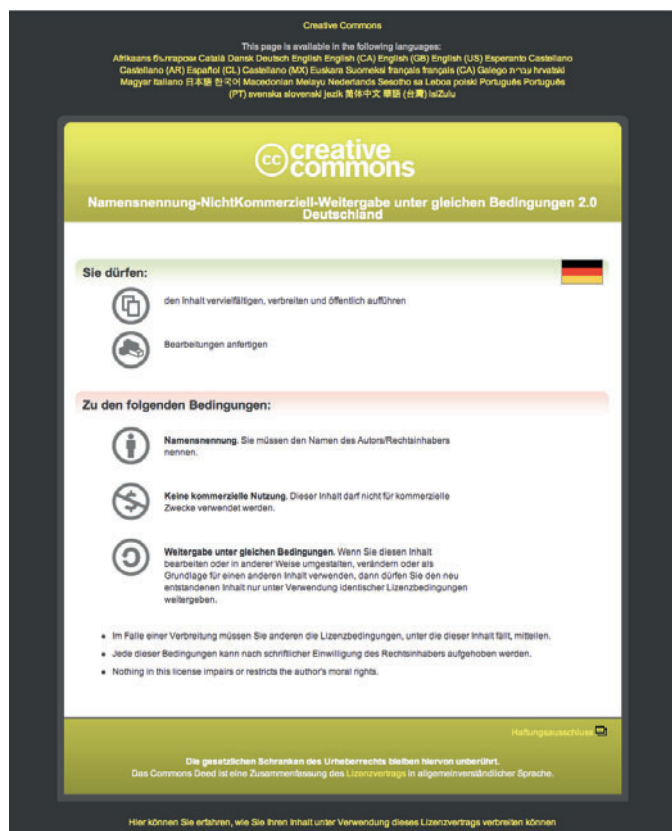 Creative Commons
This page is available in the following languages:
Afrikaans български Català Dansk Deutsch English English (CA) English (GB) English (US) Esperanto Castellano
Castellano (AR) Español (CL) Castellano (MX) Euskara Suomeksi français français (CA) Galego עברית hrvatski
Magyar Italiano 日本語 한국어 Macedonian Melayu Nederlands Sesotho sa Leboa polski Português Português
(PT) svenska slovenski jezik 简体中文 華語 (台灣) isiZulu
cc creative
commons
Namensnennung-NichtKommerziell-Weitergabe unter gleichen Bedingungen 2.0
Deutschland
Sie dürfen:
den Inhalt vervielfältigen, verbreiten und öffentlich aufführen
Bearbeitungen anfertigen
Zu den folgenden Bedingungen:
Namensnennung. Sie müssen den Namen des Autors/Rechtsinhabers
nennen.
Keine kommerzielle Nutzung. Dieser Inhalt darf nicht für kommerzielle
Zwecke verwendet werden.
Weitergabe unter gleichen Bedingungen. Wenn Sie diesen Inhalt
bearbeiten oder in anderer Weise umgestalten, verändern oder als
Grundlage für einen anderen Inhalt verwenden, dann dürfen Sie den neu
entstandenen Inhalt nur unter Verwendung identischer Lizenzbedingungen
weitergeben.
• Im Falle einer Verbreitung müssen Sie anderen die Lizenzbedingungen, unter die dieser Inhalt fällt, mitteilen.
• Jede dieser Bedingungen kann nach schriftlicher Einwilligung des Rechtsinhabers aufgehoben werden.
• Nothing in this license impairs or restricts the author's moral rights.
Haftungsausschluss
Die gesetzlichen Schranken des Urheberrechts bleiben hiervon unberührt.
Das Commons Deed ist eine Zusammenfassung des Lizenzvertrags in allgemeinverständlicher Sprache.
Hier können Sie erfahren, wie Sie Ihren Inhalt unter Verwendung dieses Lizenzvertrags verbreiten können